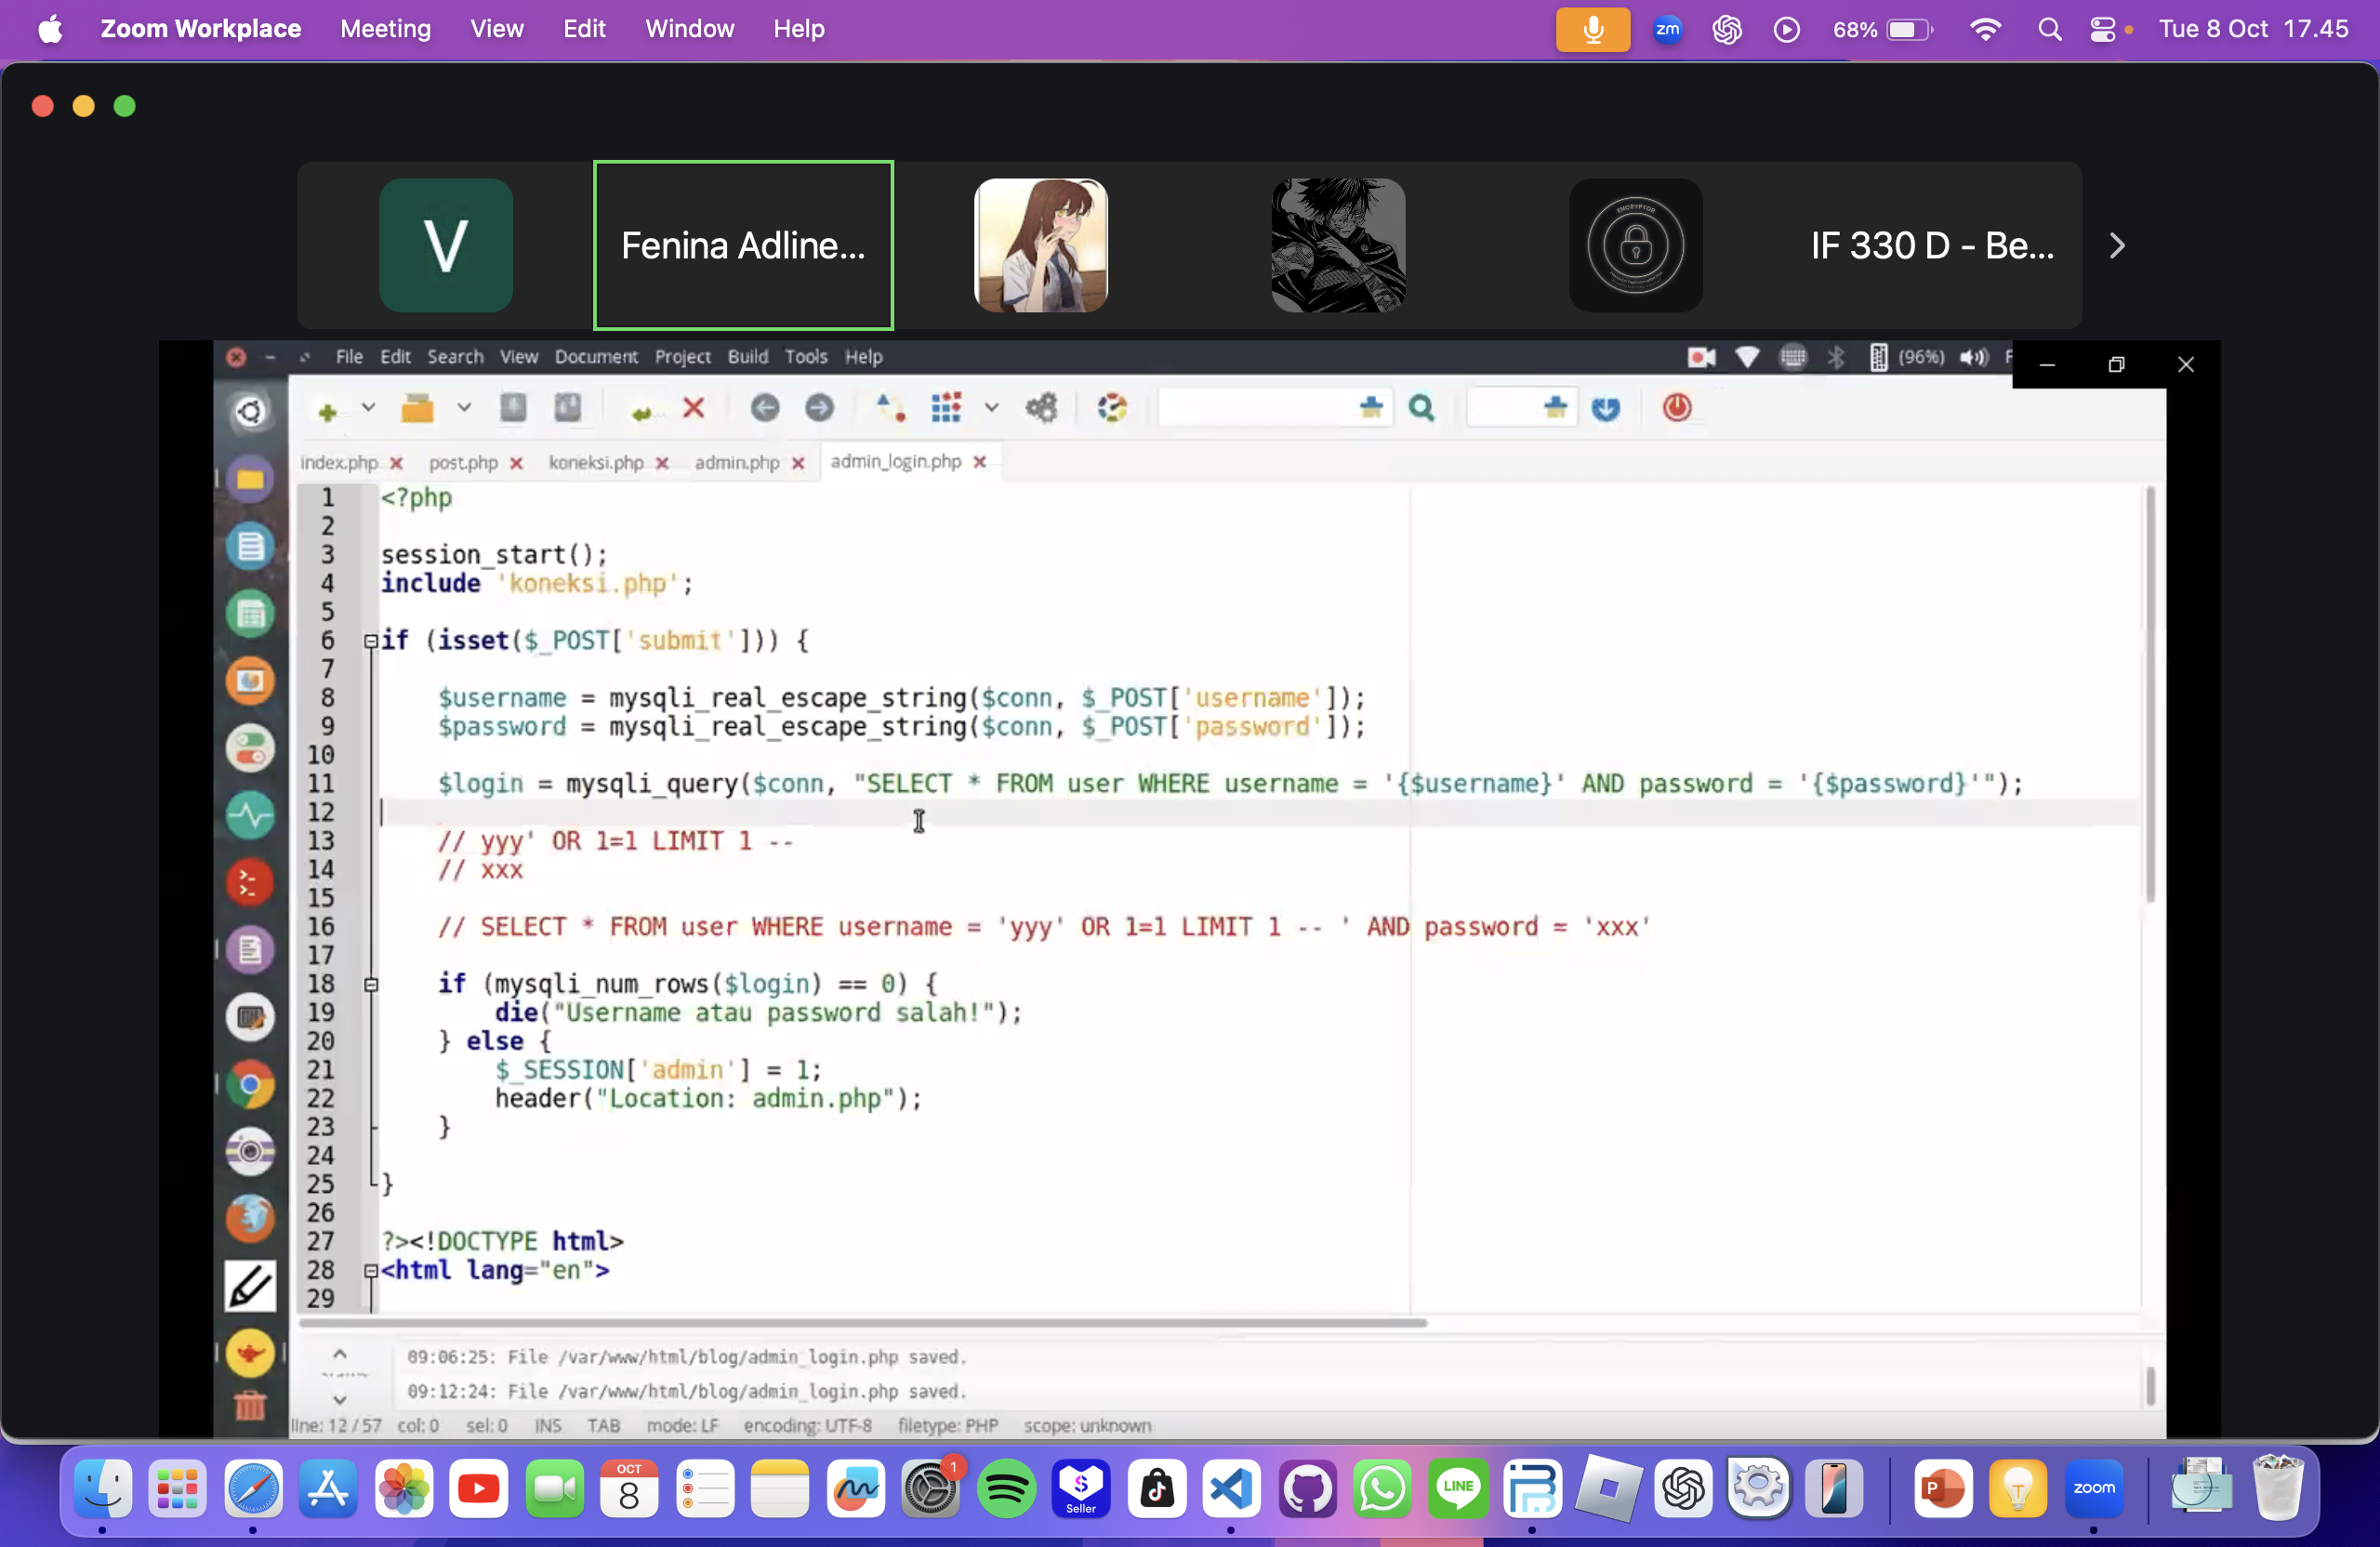 Zoom Workplace Meeting View Edit Window Help zm 68% Tue 8 Oct 17.45
V Fenina Adline... ENCRYPTOR IF 330 D - Be...
File Edit Search View Document Project Build Tools Help (96%)
index.php post.php koneksi.php admin.php admin_login.php
1 <?php
2
3 session_start();
4 include 'koneksi.php';
5
6 if (isset($_POST['submit'])) {
7
8 $username = mysqli_real_escape_string($conn, $_POST['username']);
9 $password = mysqli_real_escape_string($conn, $_POST['password']);
10
11 $login = mysqli_query($conn, "SELECT * FROM user WHERE username = '{$username}' AND password = '{$password}'");
12
13 // yyy' OR 1=1 LIMIT 1 --
14 // xxx
15
16 // SELECT * FROM user WHERE username = 'yyy' OR 1=1 LIMIT 1 -- ' AND password = 'xxx'
17
18 if (mysqli_num_rows($login) == 0) {
19 die("Username atau password salah!");
20 } else {
21 $_SESSION['admin'] = 1;
22 header("Location: admin.php");
23 }
24
25 }
26
27 ?><!DOCTYPE html>
28 <html lang="en">
29
09:06:25: File /var/www/html/blog/admin_login.php saved.
09:12:24: File /var/www/html/blog/admin_login.php saved.
line: 12 / 57 col: 0 sel: 0 INS TAB mode: LF encoding: UTF-8 filetype: PHP scope: unknown
OCT 8 1 $ Seller LINE P T zoom